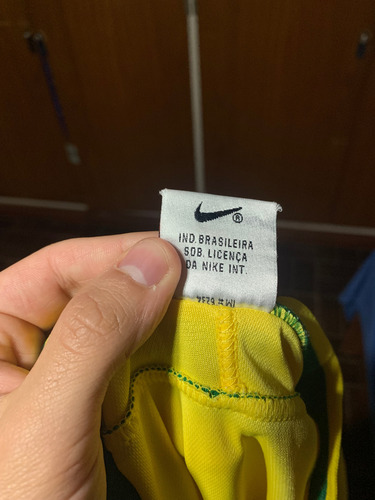 ®
IND. BRASILEIRA
SOB. LICENÇA
DA NIKE INT.